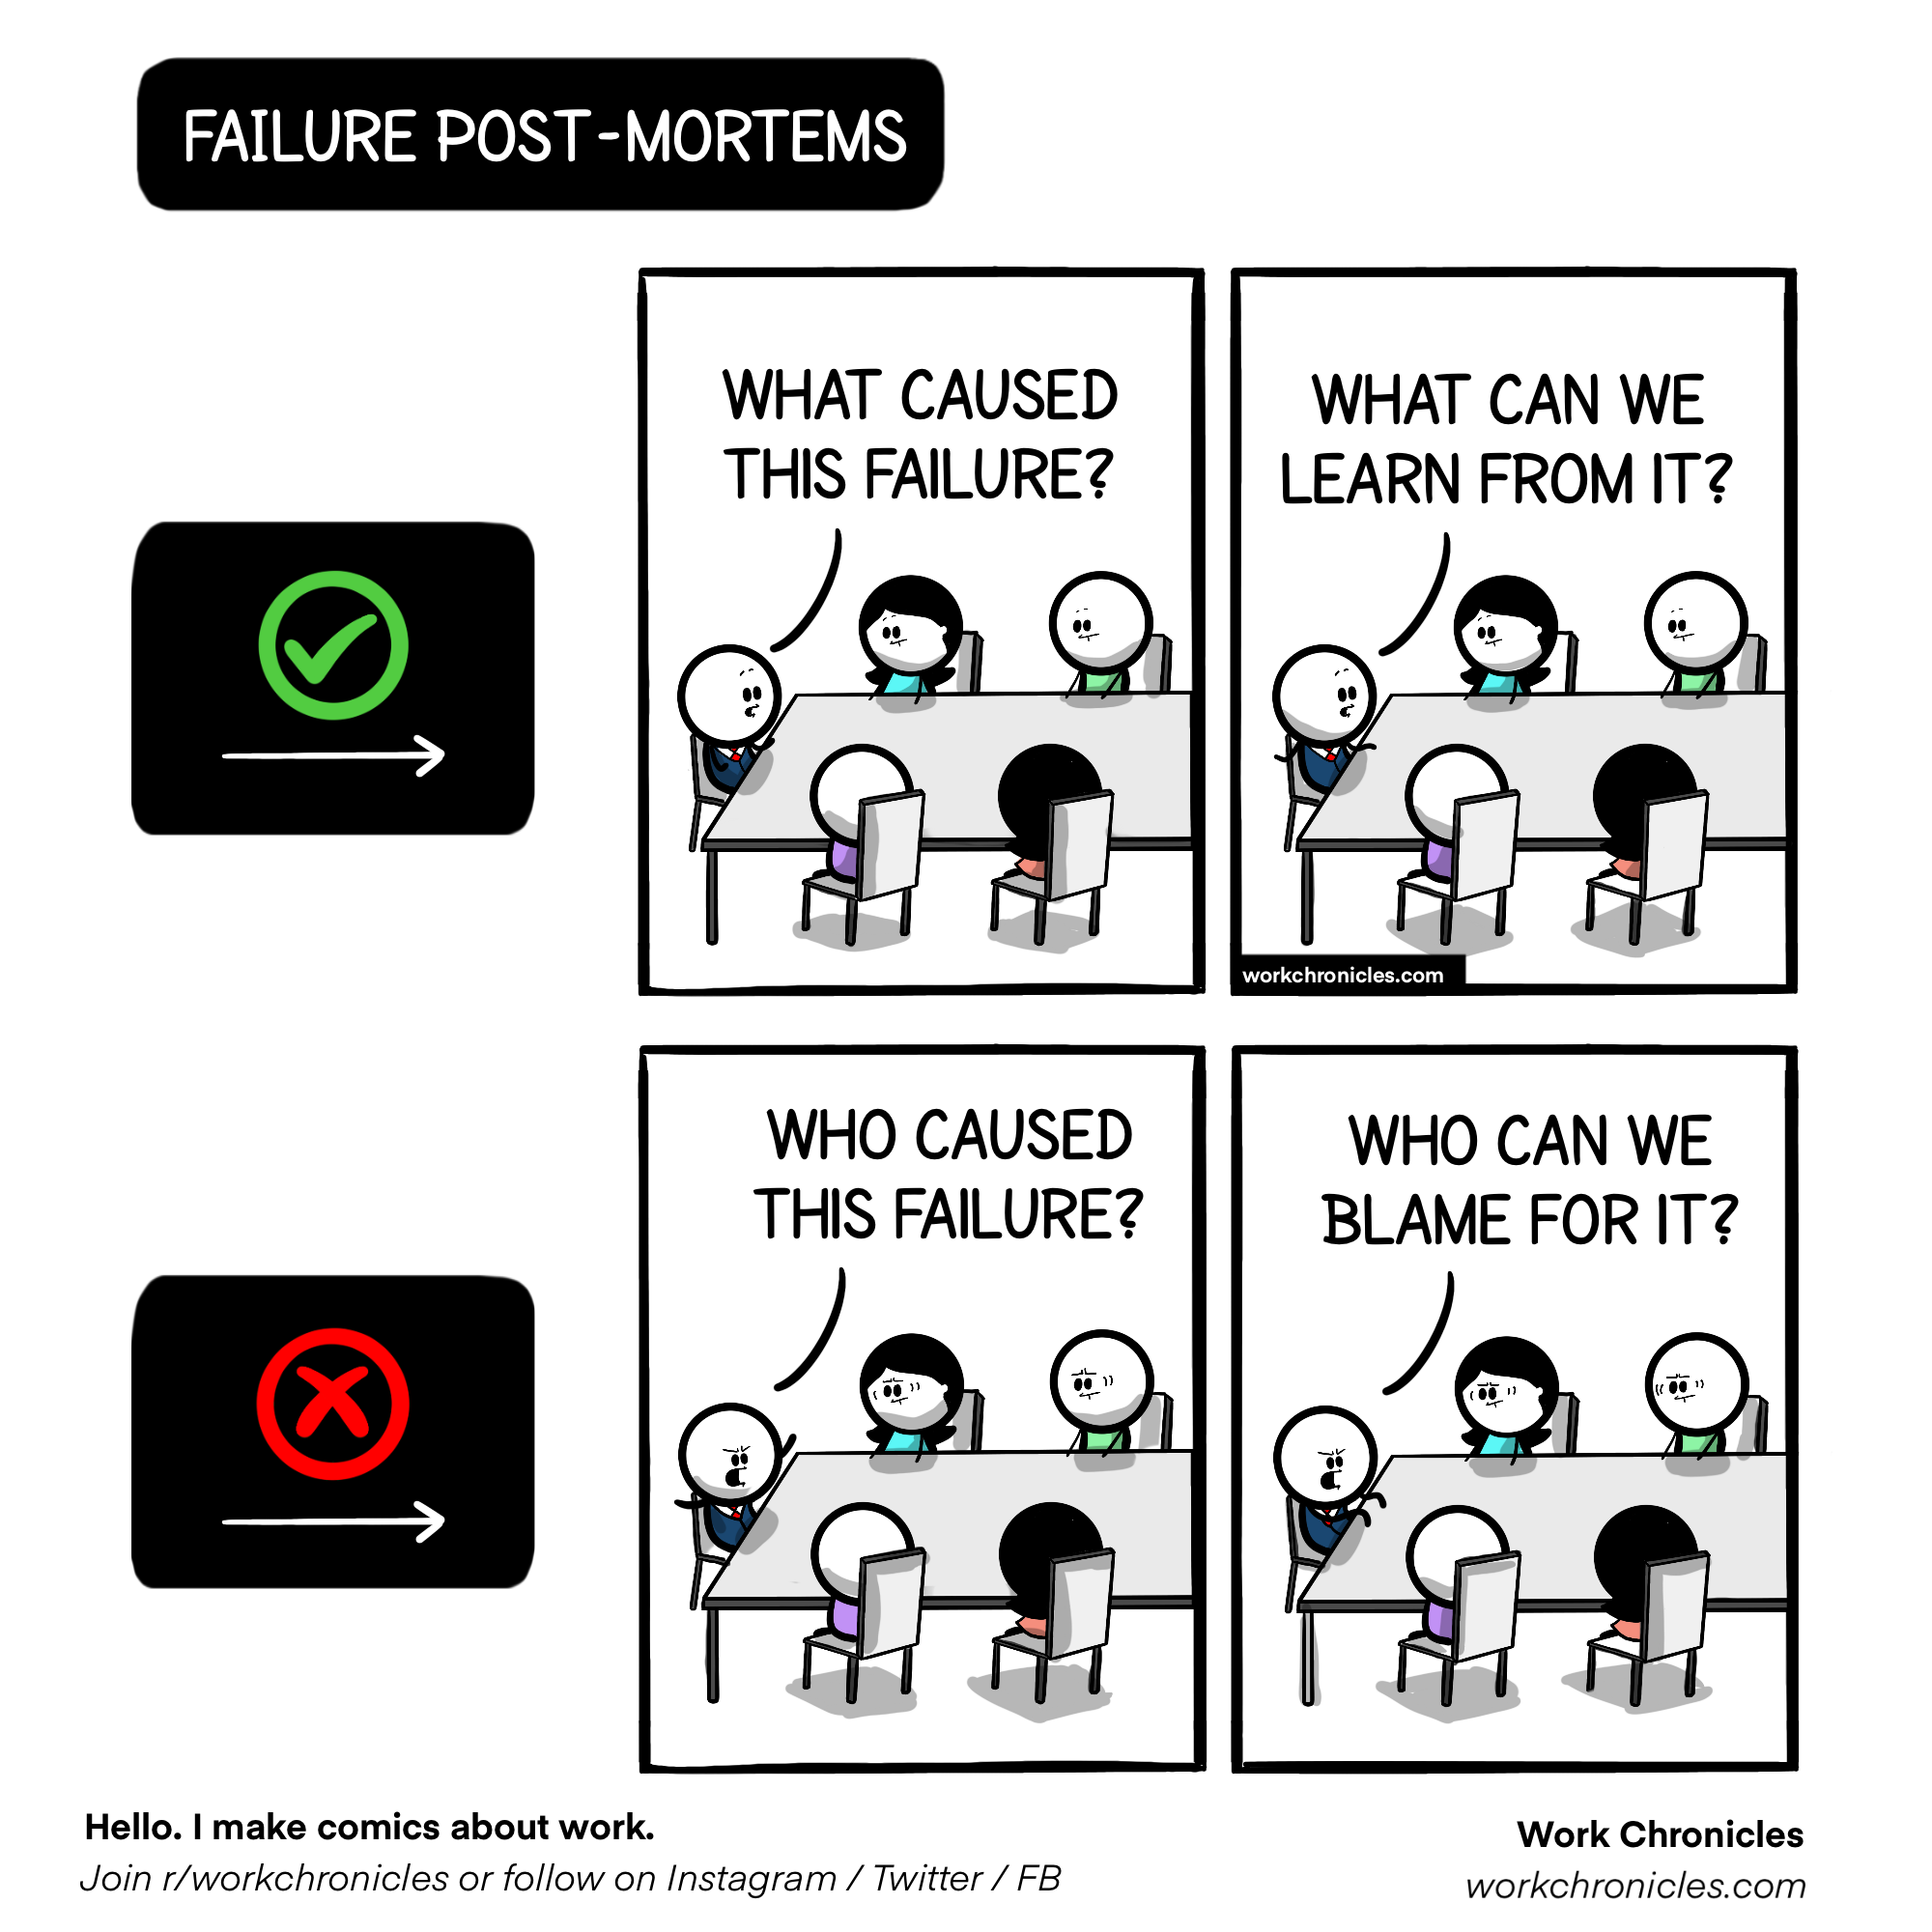 FAILURE POST-MORTEMS
WHAT CAUSED
THIS FAILURE?
WHAT CAN WE
LEARN FROM IT?
workchronicles.com
WHO CAUSED
THIS FAILURE?
WHO CAN WE
BLAME FOR IT?
Hello. I make comics about work.
Join r/workchronicles or follow on Instagram / Twitter / FB
Work Chronicles
workchronicles.com